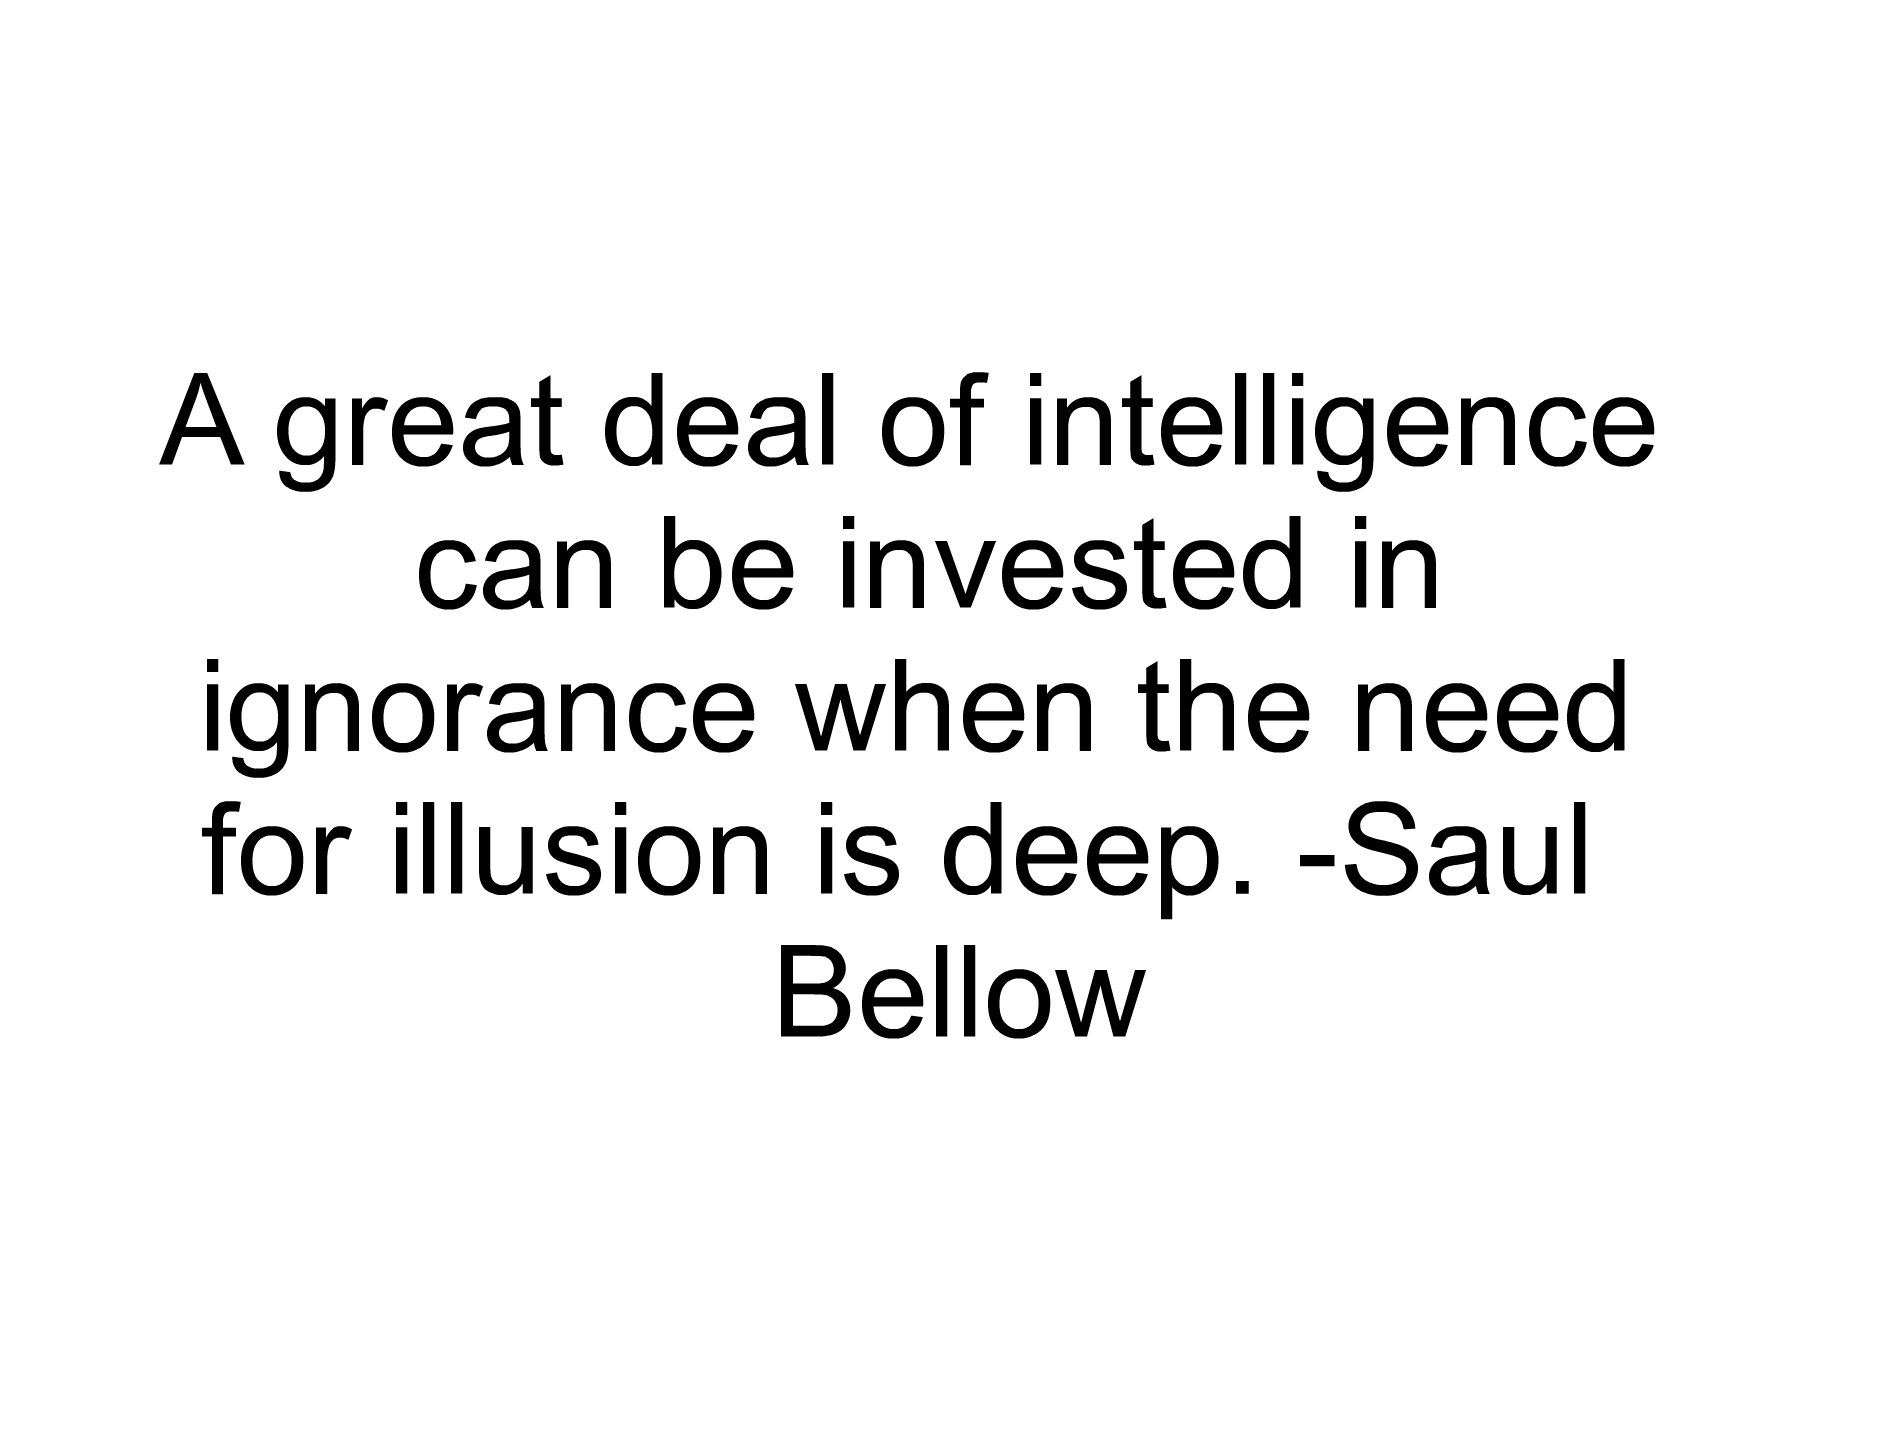 A great deal of intelligence
can be invested in
ignorance when the need
for illusion is deep. -Saul
Bellow